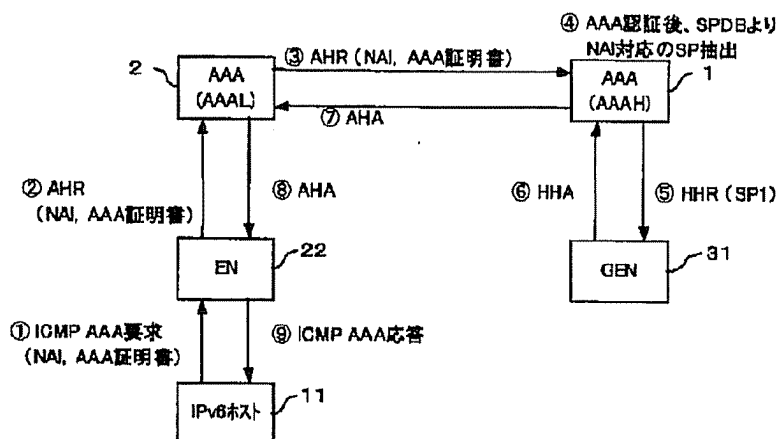 ④ AAA認証後、SPDBより
NAI対応のSP抽出
③ AHR (NAI, AAA証明書)
2
AAA
(AAAL)
AAA
(AAAH)
1
⑦ AHA
② AHR
(NAI, AAA証明書)
⑧ AHA
⑥ HHA
⑤ HHR (SP1)
EN
22
GEN
31
① ICMP AAA要求
(NAI, AAA証明書)
⑨ ICMP AAA応答
IPv6ホスト
11